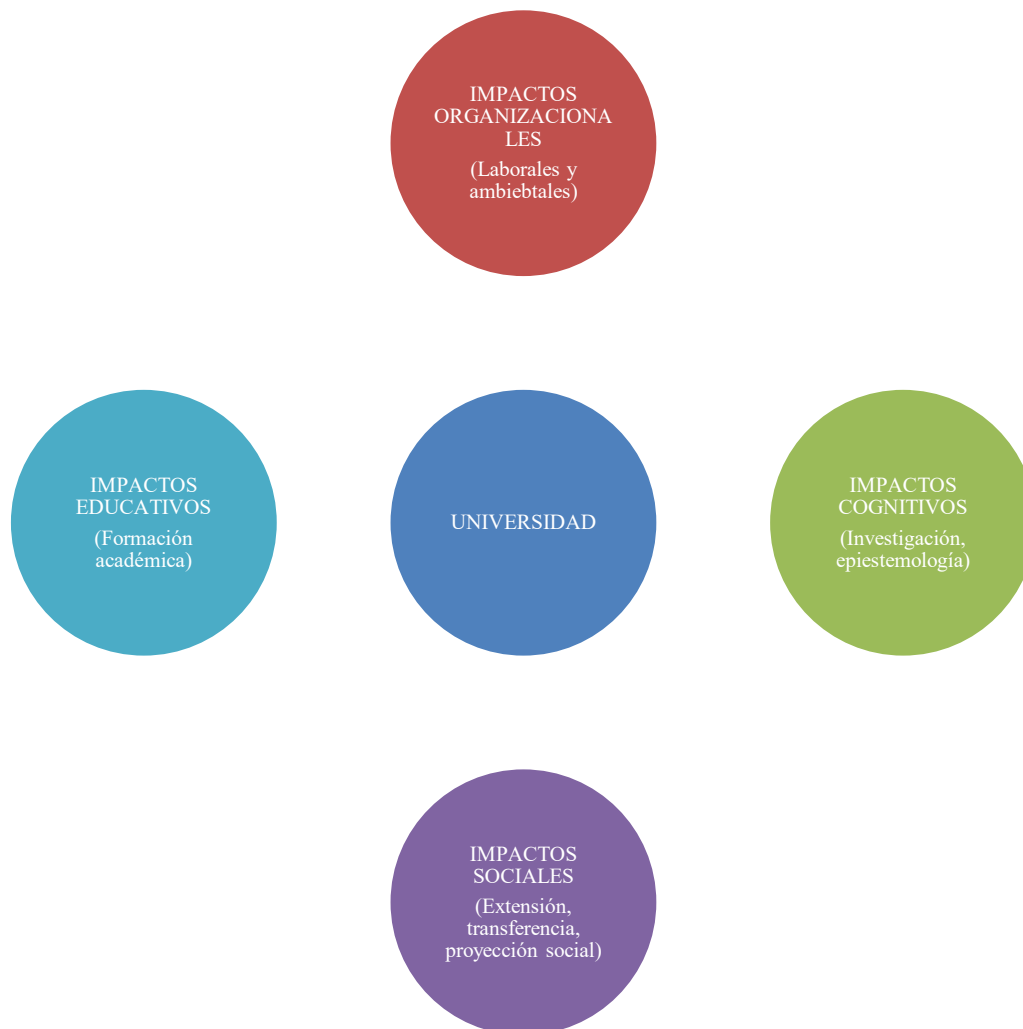 IMPACTOS
ORGANIZACIONA
LES
(Laborales y
ambiebtales)
IMPACTOS
EDUCATIVOS
(Formación
académica)
UNIVERSIDAD
IMPACTOS
COGNITIVOS
(Investigación,
epiestemología)
IMPACTOS
SOCIALES
(Extensión,
transferencia,
proyección social)